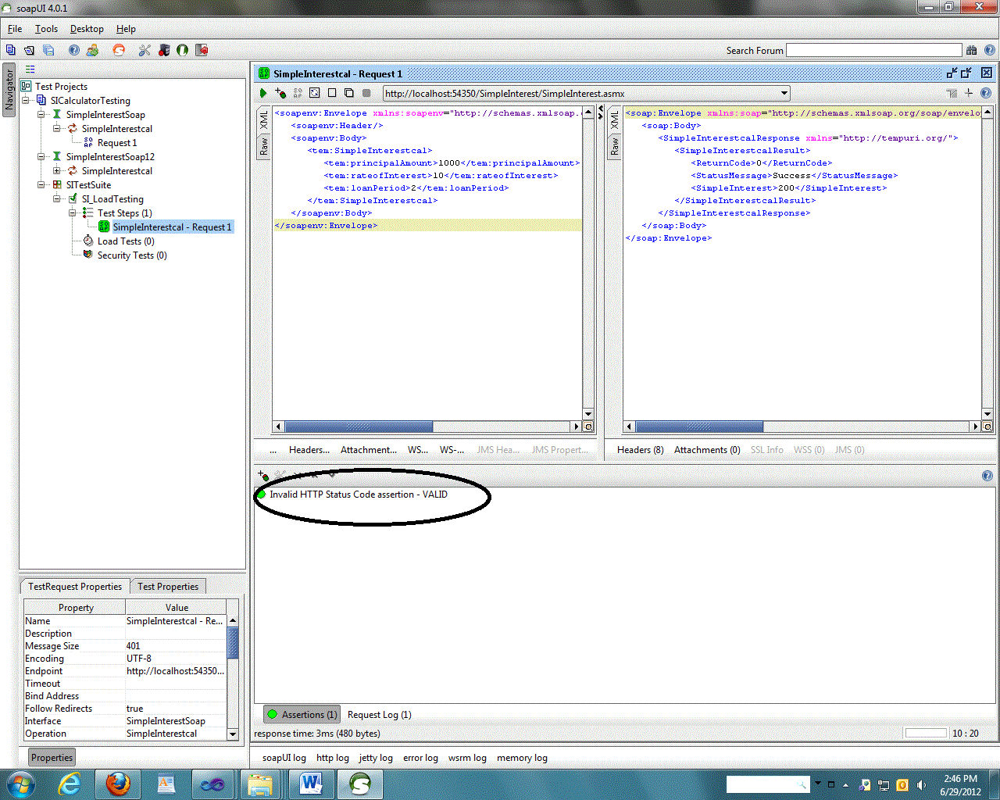 soapUI 4.0.1
File Tools Desktop Help
Search Forum
Navigator
Test Projects
SICalculatorTesting
SimpleInterestSoap
SimpleInterestcal
Request 1
SimpleInterestSoap12
SimpleInterestcal
SITestSuite
SI_LoadTesting
Test Steps (1)
SimpleInterestcal - Request 1
Load Tests (0)
Security Tests (0)
TestRequest Properties Test Properties
Property Value
Name SimpleInterestcal - Re...
Description
Message Size 401
Encoding UTF-8
Endpoint http://localhost:54350...
Timeout
Bind Address
Follow Redirects true
Interface SimpleInterestSoap
Operation SimpleInterestcal
Properties
SimpleInterestcal - Request 1
http://localhost:54350/SimpleInterest/SimpleInterest.asmx
XML
Raw
<soapenv:Envelope xmlns:soapenv="http://schemas.xmlsoap.
<soapenv:Header/>
<soapenv:Body>
<tem:SimpleInterestcal>
<tem:principalAmount>1000</tem:principalAmount>
<tem:rateofInterest>10</tem:rateofInterest>
<tem:loanPeriod>2</tem:loanPeriod>
</tem:SimpleInterestcal>
</soapenv:Body>
</soapenv:Envelope>
... Headers... Attachment... WS... WS-... JMS Hea... JMS Propert...
XML
Raw
<soap:Envelope xmlns:soap="http://schemas.xmlsoap.org/soap/envelo
<soap:Body>
<SimpleInterestcalResponse xmlns="http://tempuri.org/">
<SimpleInterestcalResult>
<ReturnCode>0</ReturnCode>
<StatusMessage>Success</StatusMessage>
<SimpleInterest>200</SimpleInterest>
</SimpleInterestcalResult>
</SimpleInterestcalResponse>
</soap:Body>
</soap:Envelope>
Headers (8) Attachments (0) SSL Info WSS (0) JMS (0)
Invalid HTTP Status Code assertion - VALID
Assertions (1) Request Log (1)
response time: 3ms (480 bytes)
10 : 20
soapUI log http log jetty log error log wsrm log memory log
2:46 PM
6/29/2012